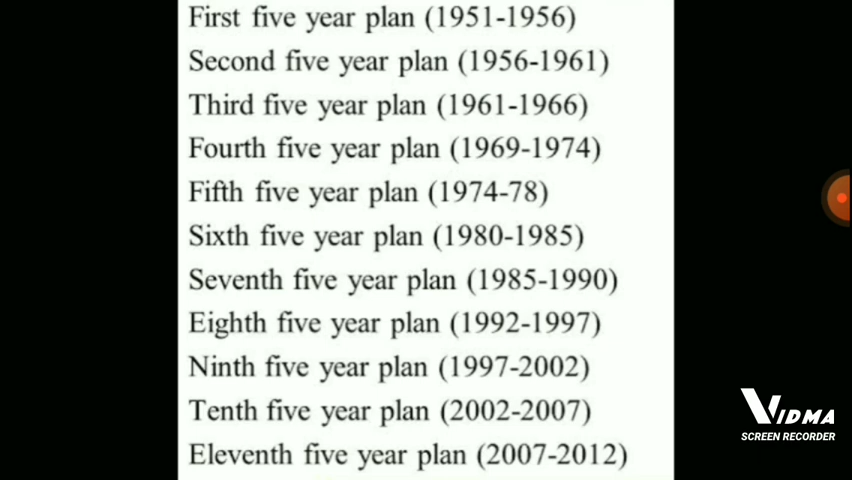 First five year plan (1951-1956)
Second five year plan (1956-1961)
Third five year plan (1961-1966)
Fourth five year plan (1969-1974)
Fifth five year plan (1974-78)
Sixth five year plan (1980-1985)
Seventh five year plan (1985-1990)
Eighth five year plan (1992-1997)
Ninth five year plan (1997-2002)
Tenth five year plan (2002-2007)
Eleventh five year plan (2007-2012)
VIDMA
SCREEN RECORDER